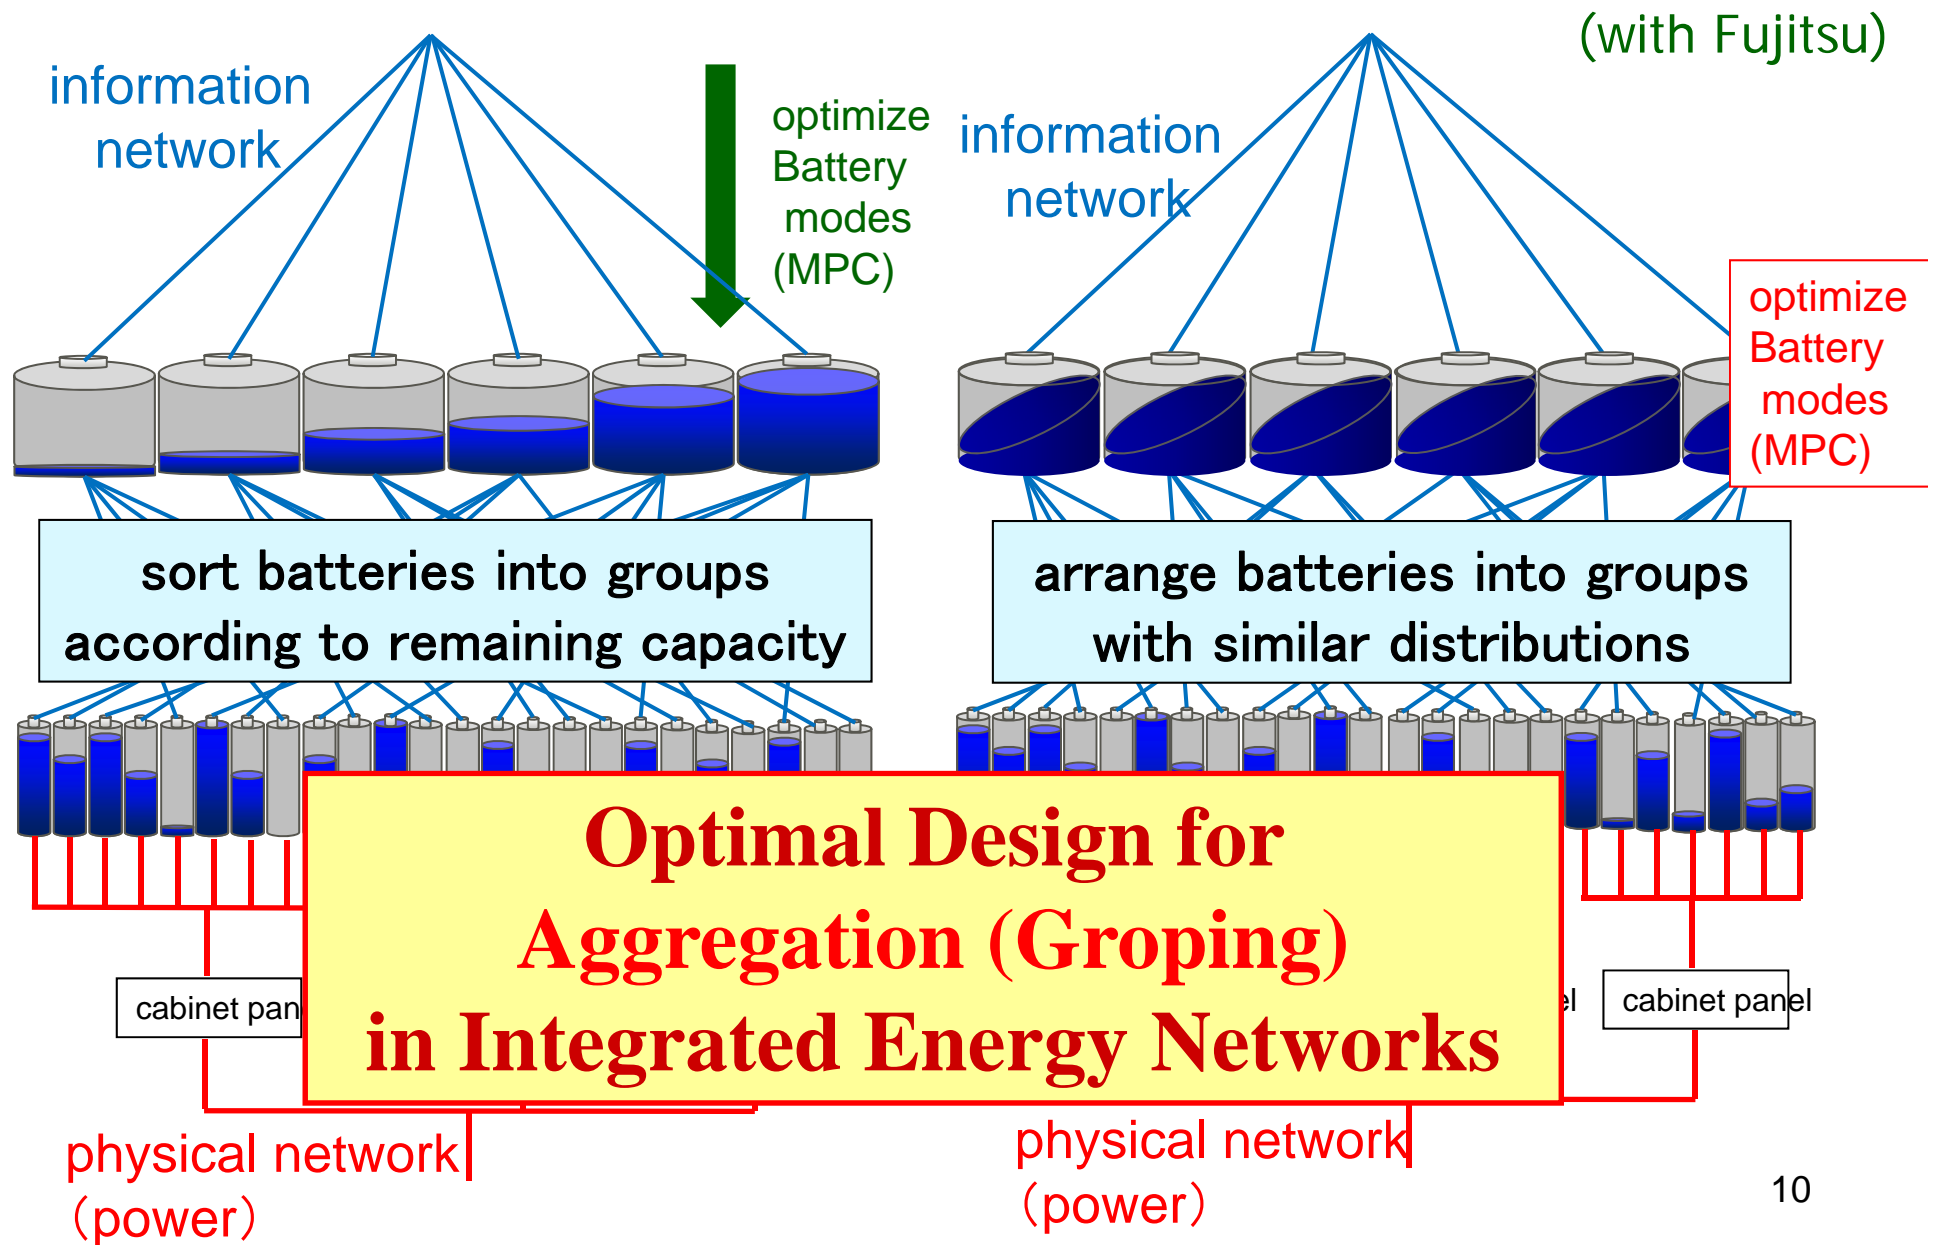 (with Fujitsu)
information
network
optimize
Battery
modes
(MPC)
information
network
optimize
Battery
modes
(MPC)
sort batteries into groups
according to remaining capacity
arrange batteries into groups
with similar distributions
Optimal Design for
Aggregation (Groping)
in Integrated Energy Networks
cabinet pan
el
cabinet panel
physical network
（power）
physical network
（power）
10